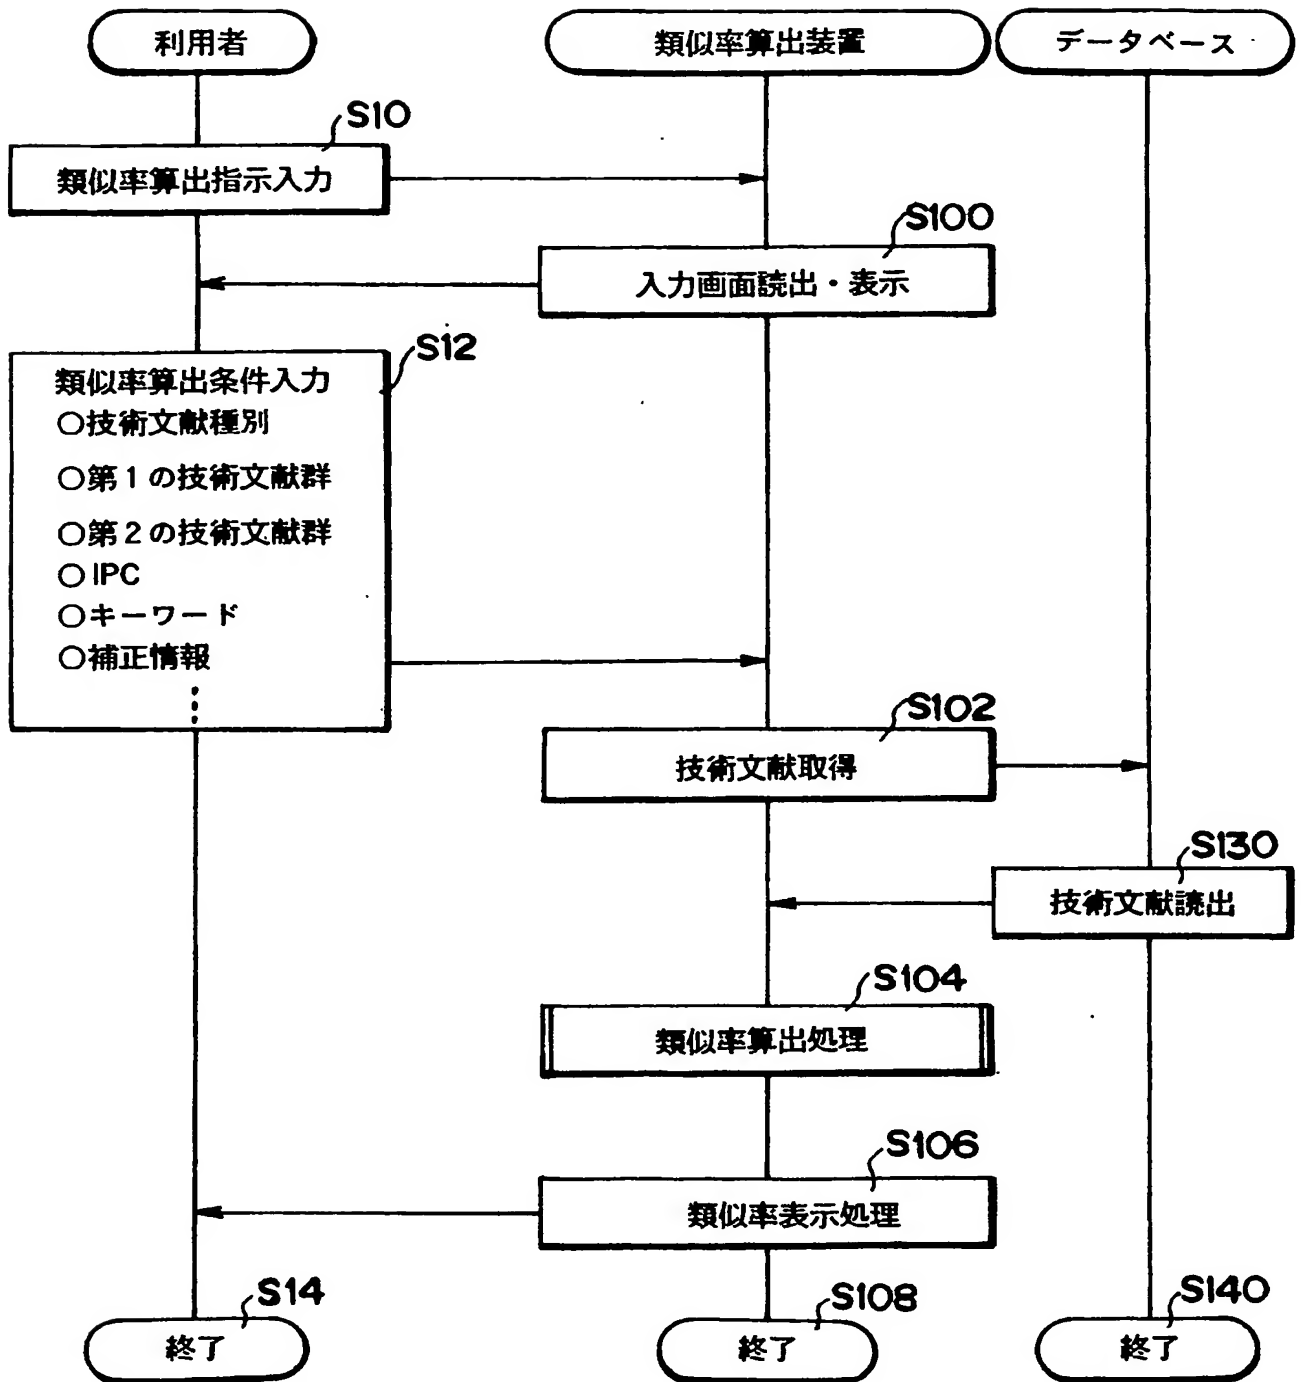 利用者
類似率算出装置
データベース
S10
類似率算出指示入力
S100
入力画面読出・表示
S12
類似率算出条件入力
○技術文献種別
○第1の技術文献群
○第2の技術文献群
○IPC
○キーワード
○補正情報
S102
技術文献取得
S130
技術文献読出
S104
類似率算出処理
S106
類似率表示処理
S14
終了
S108
終了
S140
終了